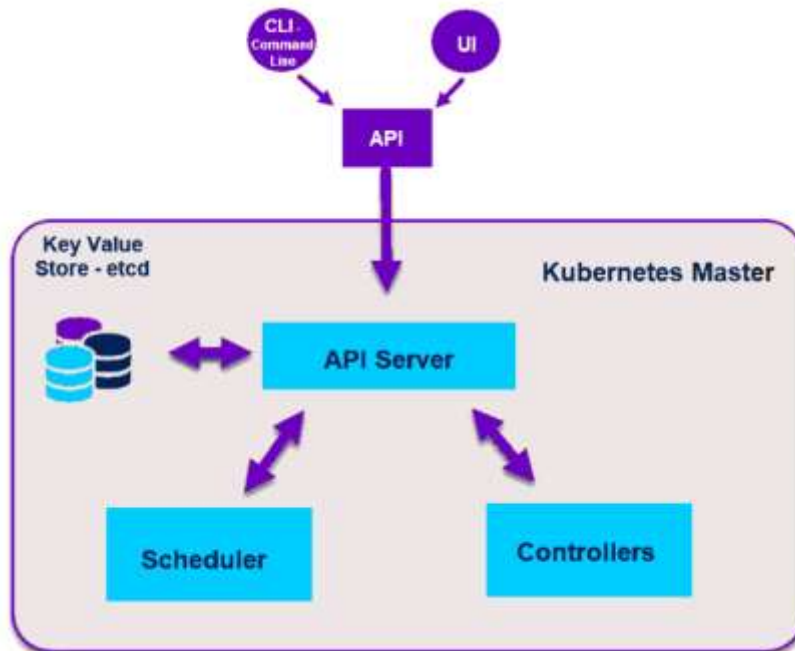 CLI -
Command
Line
UI
API
Key Value
Store - etcd
Kubernetes Master
API Server
Scheduler
Controllers